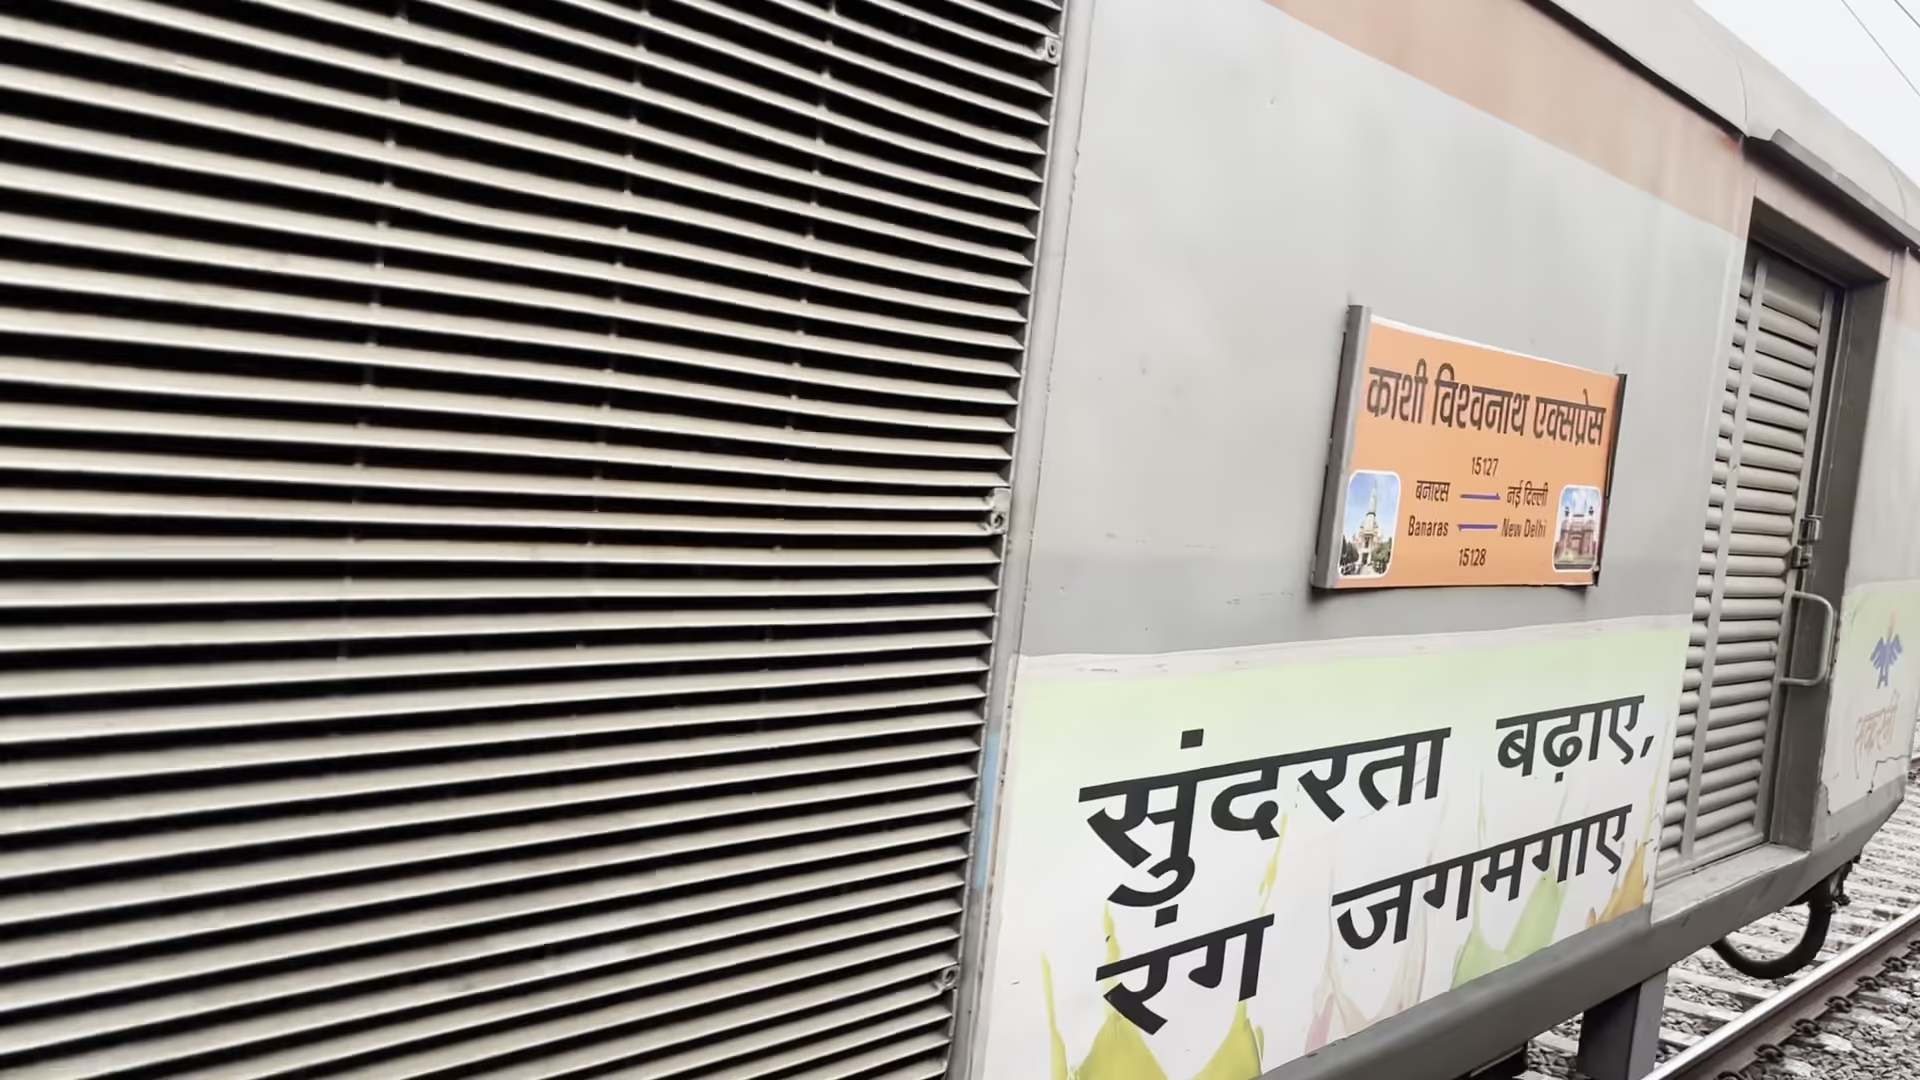 काशी विश्वनाथ एक्सप्रेस
15127
बनारस नई दिल्ली
Banaras New Delhi
15128
सुंदरता बढ़ाए,
रंग जगमगाए